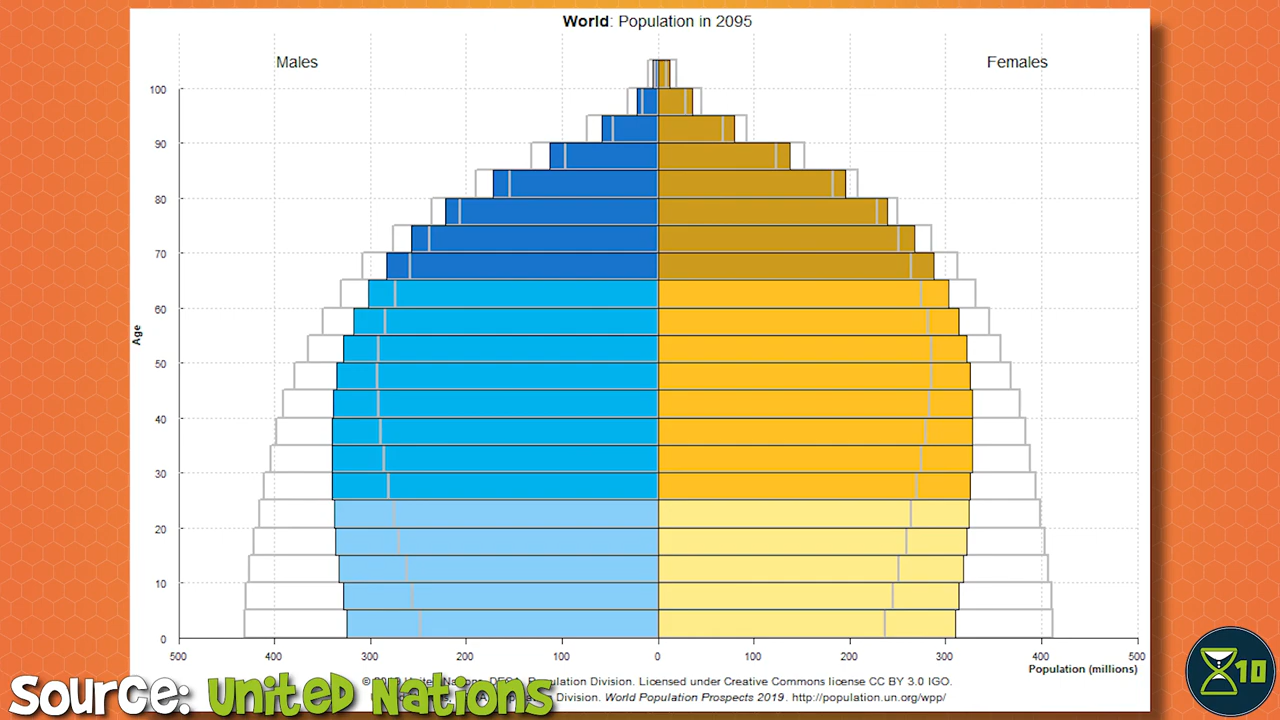 World: Population in 2095
Males
Females
100
90
80
70
60
50
40
30
20
10
0
Age
500 400 300 200 100 0 100 200 300 400 500
Population (millions)
Population Division. Licensed under Creative Commons license CC BY 3.0 IGO.
Division. World Population Prospects 2019. http://population.un.org/wpp/
Source: United Nations
10